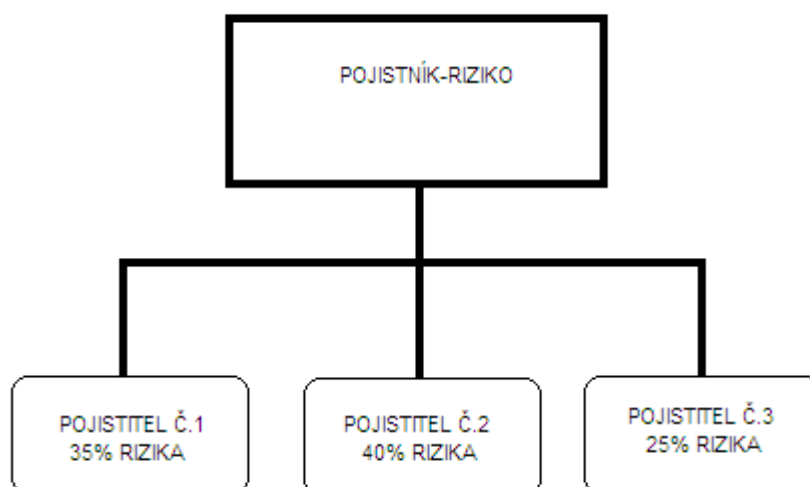 POJISTNÍK-RIZIKO
POJISTITEL Č.1
35% RIZIKA
POJISTITEL Č.2
40% RIZIKA
POJISTITEL Č.3
25% RIZIKA